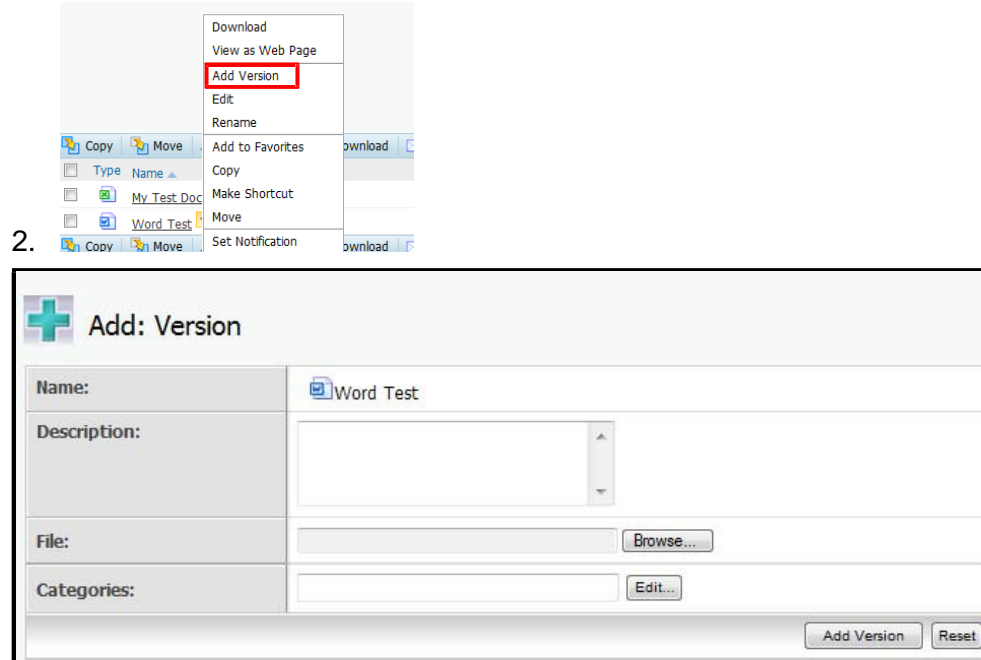 Download
View as Web Page
Add Version
Edit
Rename
Add to Favorites
Copy
Make Shortcut
Move
Set Notification
Copy Move ownload
Type Name
My Test Doc
Word Test
2. Copy Move ownload
Add: Version
Name: Word Test
Description:
File: Browse...
Categories: Edit...
Add Version Reset